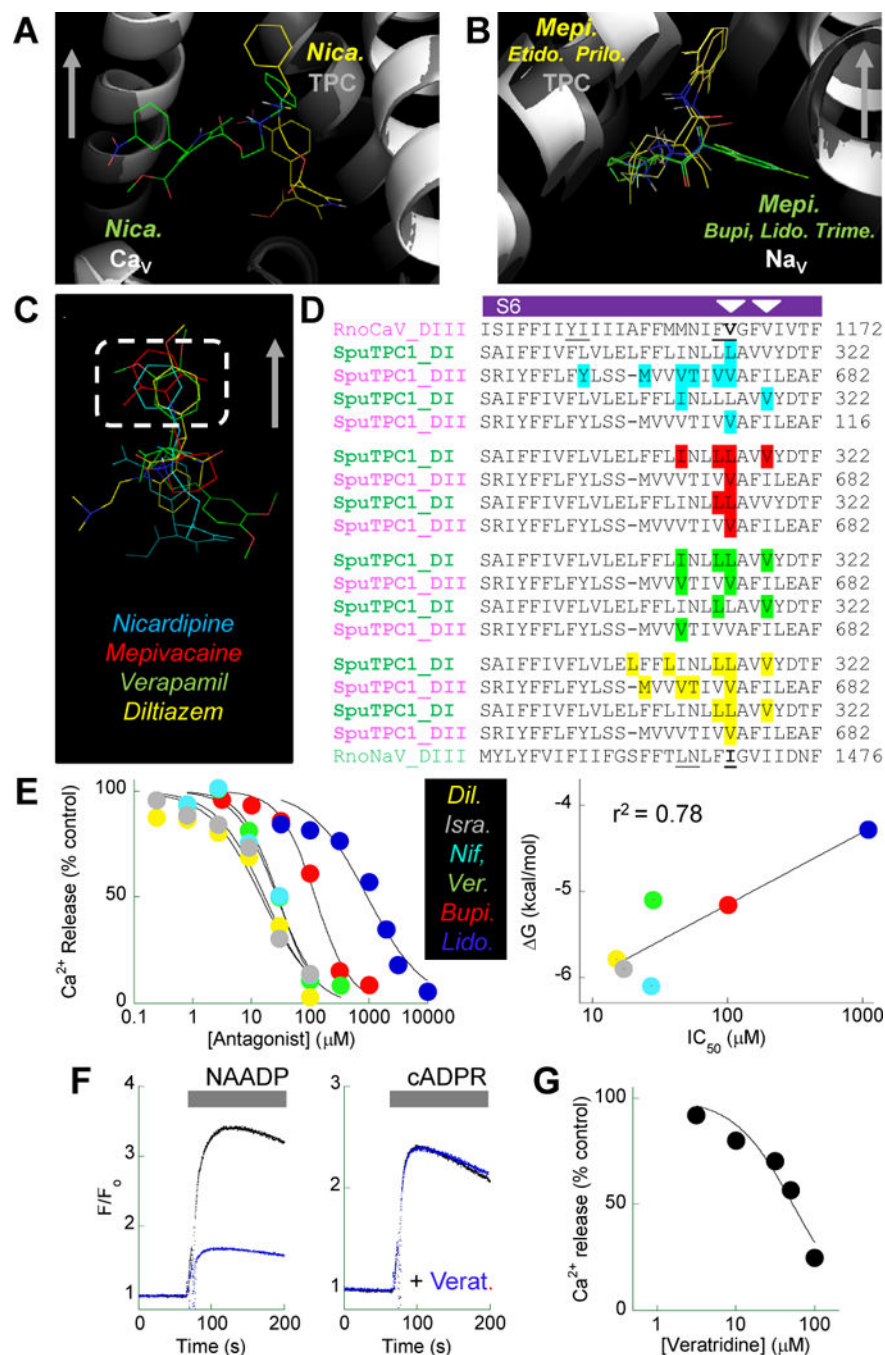 A
Nica.
TPC
Nica.
CaV
B
Mepi.
Etido. Prilo.
TPC
Mepi.
Bupi, Lido. Trime.
NaV
C
Nicardipine
Mepivacaine
Verapamil
Diltiazem
D
S6
RnoCaV_DIII ISIFFIIYIIIIAFFMMNIFVGFVIVTF 1172
SpuTPC1_DI SAIFFIVFLVLELFFLINLLLAVVYDTF 322
SpuTPC1_DII SRIYFFLFYLSS-MVVVTIVVAFILEAF 682
SpuTPC1_DI SAIFFIVFLVLELFFLINLLLAVVYDTF 322
SpuTPC1_DII SRIYFFLFYLSS-MVVVTIVVAFILEAF 116
SpuTPC1_DI SAIFFIVFLVLELFFLINLLLAVVYDTF 322
SpuTPC1_DII SRIYFFLFYLSS-MVVVTIVVAFILEAF 682
SpuTPC1_DI SAIFFIVFLVLELFFLINLLLAVVYDTF 322
SpuTPC1_DII SRIYFFLFYLSS-MVVVTIVVAFILEAF 682
SpuTPC1_DI SAIFFIVFLVLELFFLINLLLAVVYDTF 322
SpuTPC1_DII SRIYFFLFYLSS-MVVVTIVVAFILEAF 682
SpuTPC1_DI SAIFFIVFLVLELFFLINLLLAVVYDTF 322
SpuTPC1_DII SRIYFFLFYLSS-MVVVTIVVAFILEAF 682
SpuTPC1_DI SAIFFIVFLVLELFFLINLLLAVVYDTF 322
SpuTPC1_DII SRIYFFLFYLSS-MVVVTIVVAFILEAF 682
SpuTPC1_DI SAIFFIVFLVLELFFLINLLLAVVYDTF 322
SpuTPC1_DII SRIYFFLFYLSS-MVVVTIVVAFILEAF 682
RnoNaV_DIII MYLYFVIFIIFGSFFTLNLFIGVIIDNF 1476
E
Ca2+ Release (% control)
100
50
0
0.1 1 10 100 1000 10000
[Antagonist] (μM)
Dil.
Isra.
Nif,
Ver.
Bupi.
Lido.
r2 = 0.78
ΔG (kcal/mol)
-4
-5
-6
10 100 1000
IC50 (μM)
F
NAADP
F/Fo
4
3
2
1
0 100 200
Time (s)
cADPR
3
2
1
+ Verat.
0 100 200
Time (s)
G
Ca2+ release (% control)
100
50
0
1 10 100
[Veratridine] (μM)